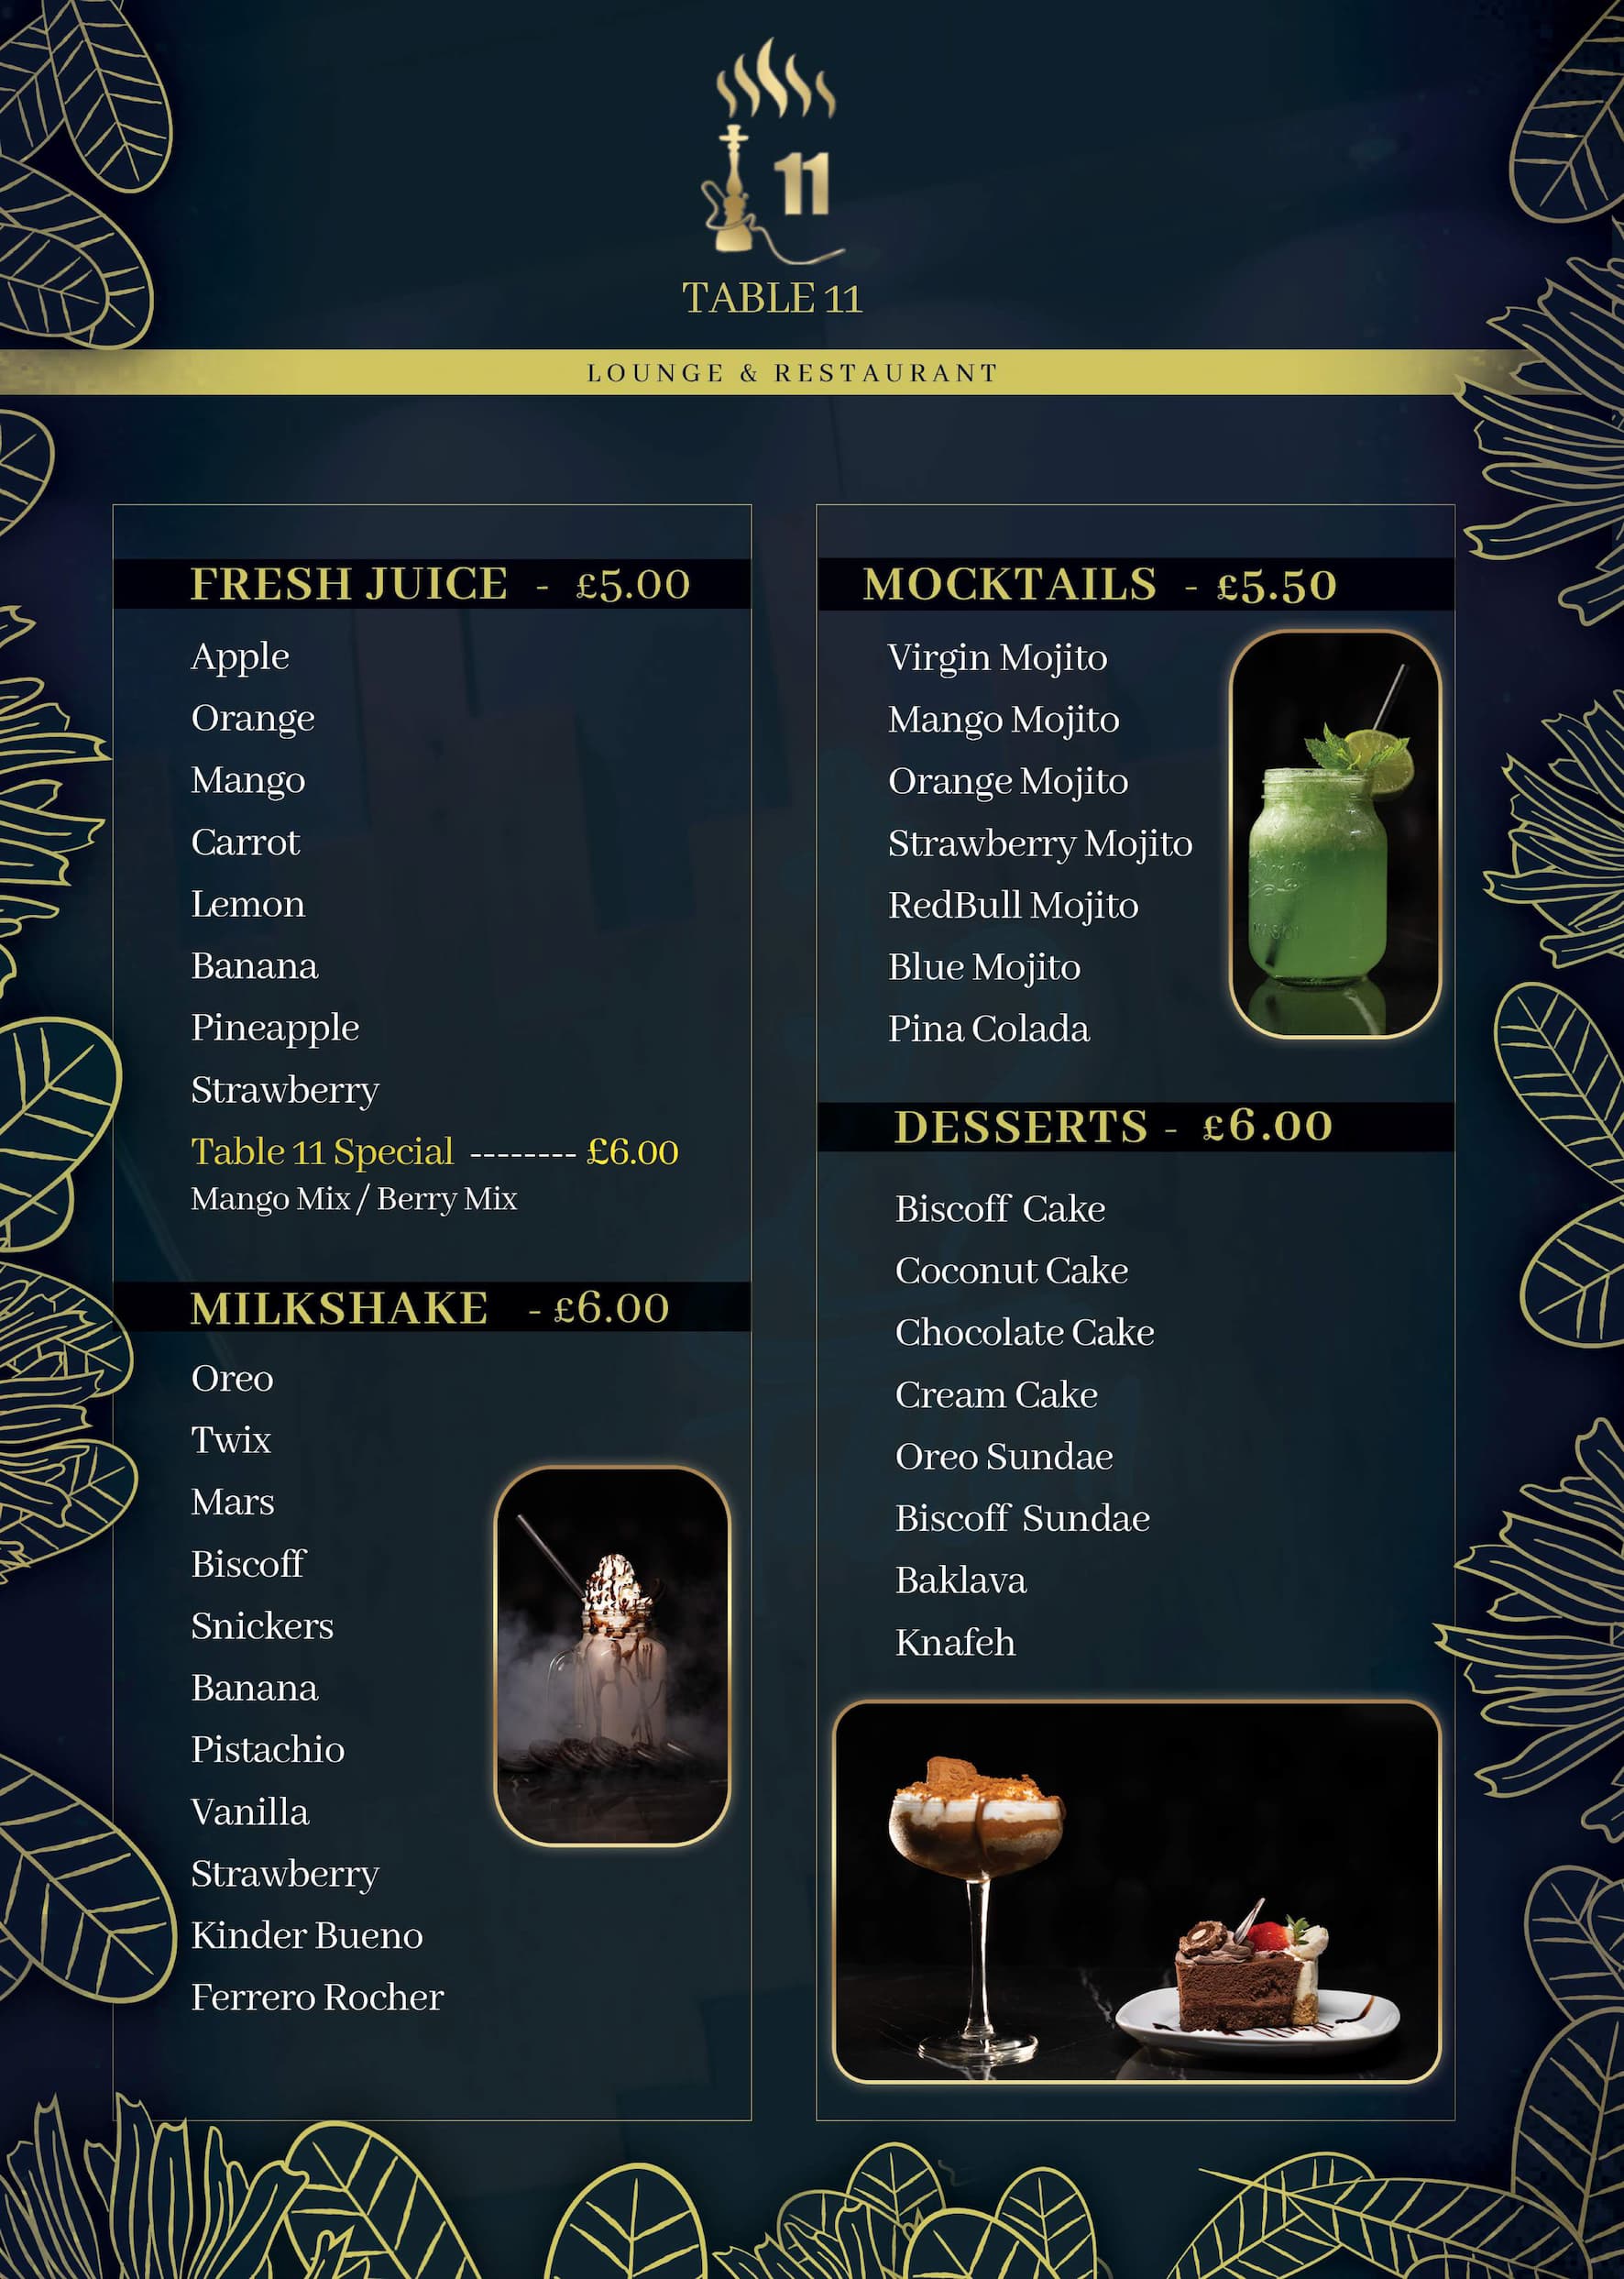 11
TABLE 11
LOUNGE & RESTAURANT
FRESH JUICE - £5.00
Apple
Orange
Mango
Carrot
Lemon
Banana
Pineapple
Strawberry
Table 11 Special -------- £6.00
Mango Mix / Berry Mix
MILKSHAKE - £6.00
Oreo
Twix
Mars
Biscoff
Snickers
Banana
Pistachio
Vanilla
Strawberry
Kinder Bueno
Ferrero Rocher
MOCKTAILS - £5.50
Virgin Mojito
Mango Mojito
Orange Mojito
Strawberry Mojito
RedBull Mojito
Blue Mojito
Pina Colada
DESSERTS - £6.00
Biscoff Cake
Coconut Cake
Chocolate Cake
Cream Cake
Oreo Sundae
Biscoff Sundae
Baklava
Knafeh